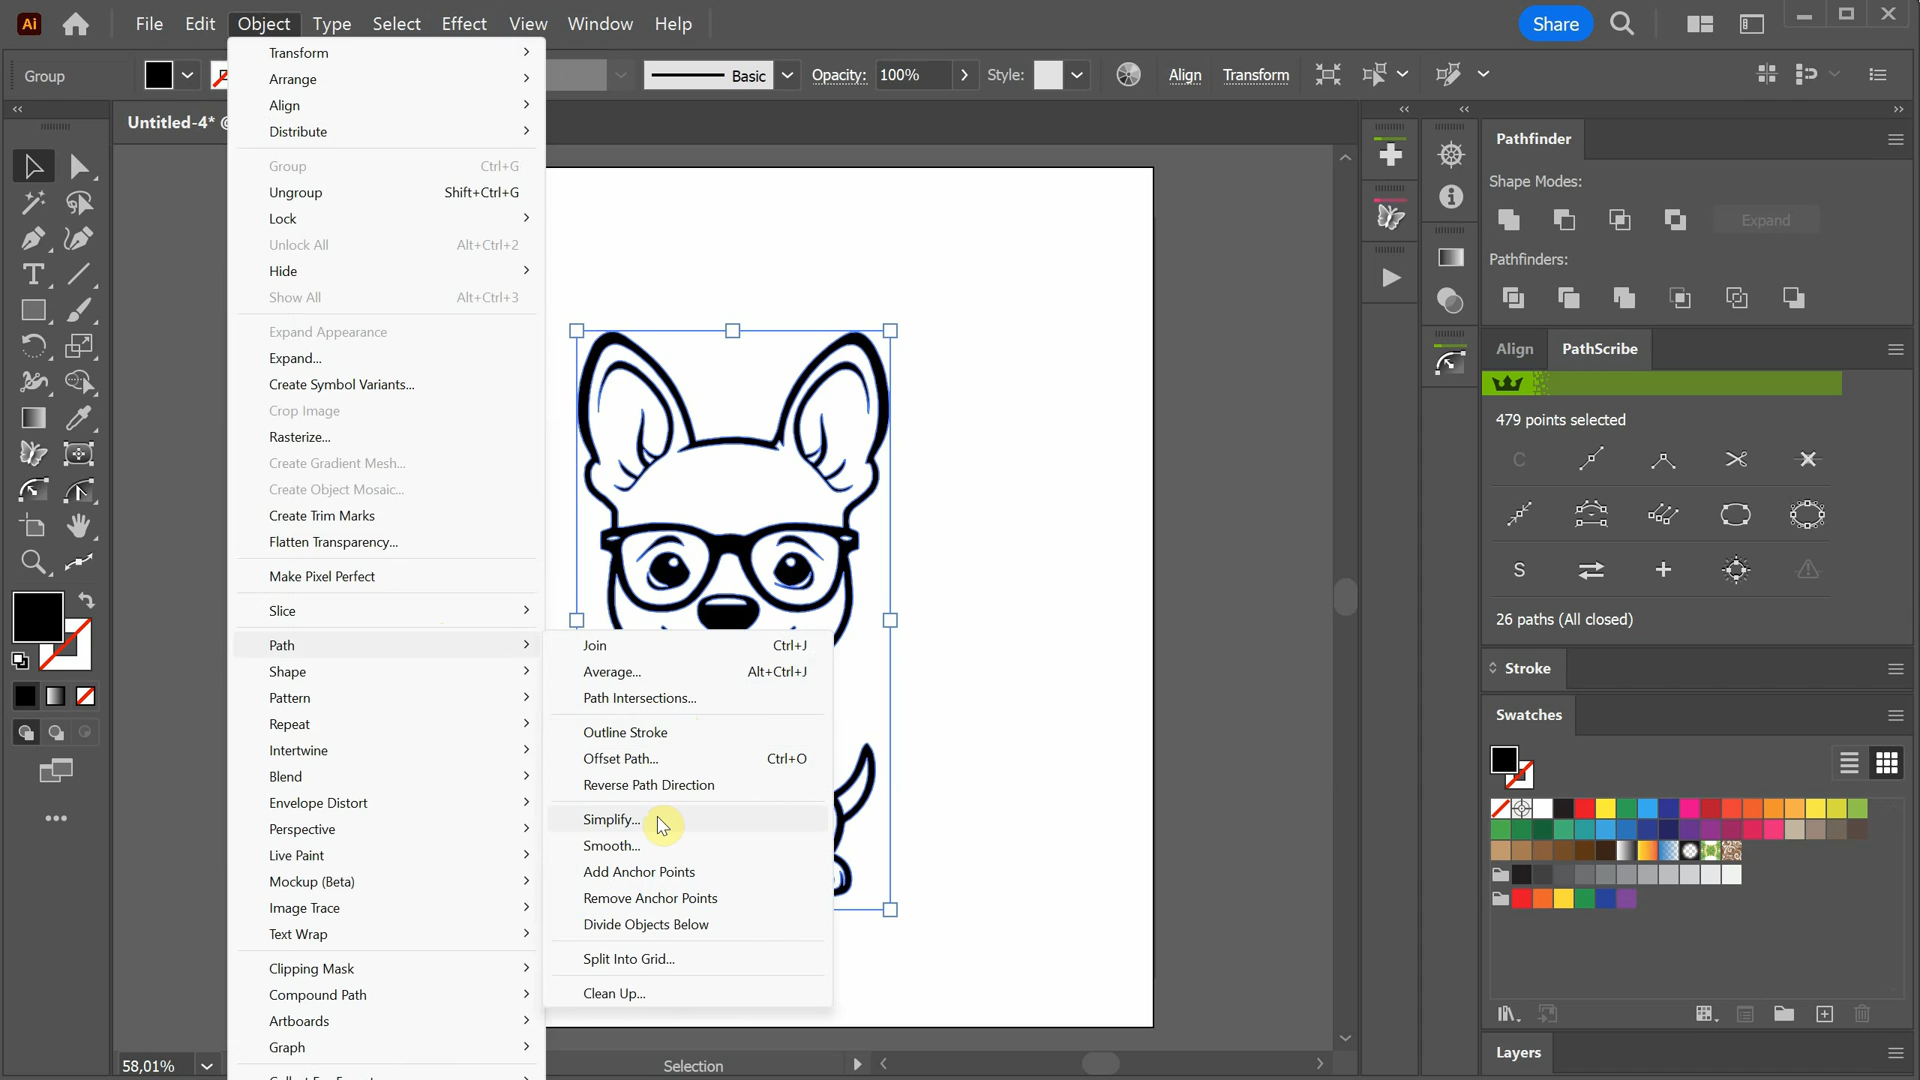 Ai File Edit Object Type Select Effect View Window Help Share
Group Basic Opacity: 100% Style: Align Transform
Untitled-4*
Transform
Arrange
Align
Distribute
Group Ctrl+G
Ungroup Shift+Ctrl+G
Lock
Unlock All Alt+Ctrl+2
Hide
Show All Alt+Ctrl+3
Expand Appearance
Expand...
Create Symbol Variants...
Crop Image
Rasterize...
Create Gradient Mesh...
Create Object Mosaic...
Create Trim Marks
Flatten Transparency...
Make Pixel Perfect
Slice
Path
Shape
Pattern
Repeat
Intertwine
Blend
Envelope Distort
Perspective
Live Paint
Mockup (Beta)
Image Trace
Text Wrap
Clipping Mask
Compound Path
Artboards
Graph
Join Ctrl+J
Average... Alt+Ctrl+J
Path Intersections...
Outline Stroke
Offset Path... Ctrl+O
Reverse Path Direction
Simplify...
Smooth...
Add Anchor Points
Remove Anchor Points
Divide Objects Below
Split Into Grid...
Clean Up...
Pathfinder
Shape Modes:
Expand
Pathfinders:
Align PathScribe
479 points selected
C
S
26 paths (All closed)
Stroke
Swatches
Layers
58,01% Selection